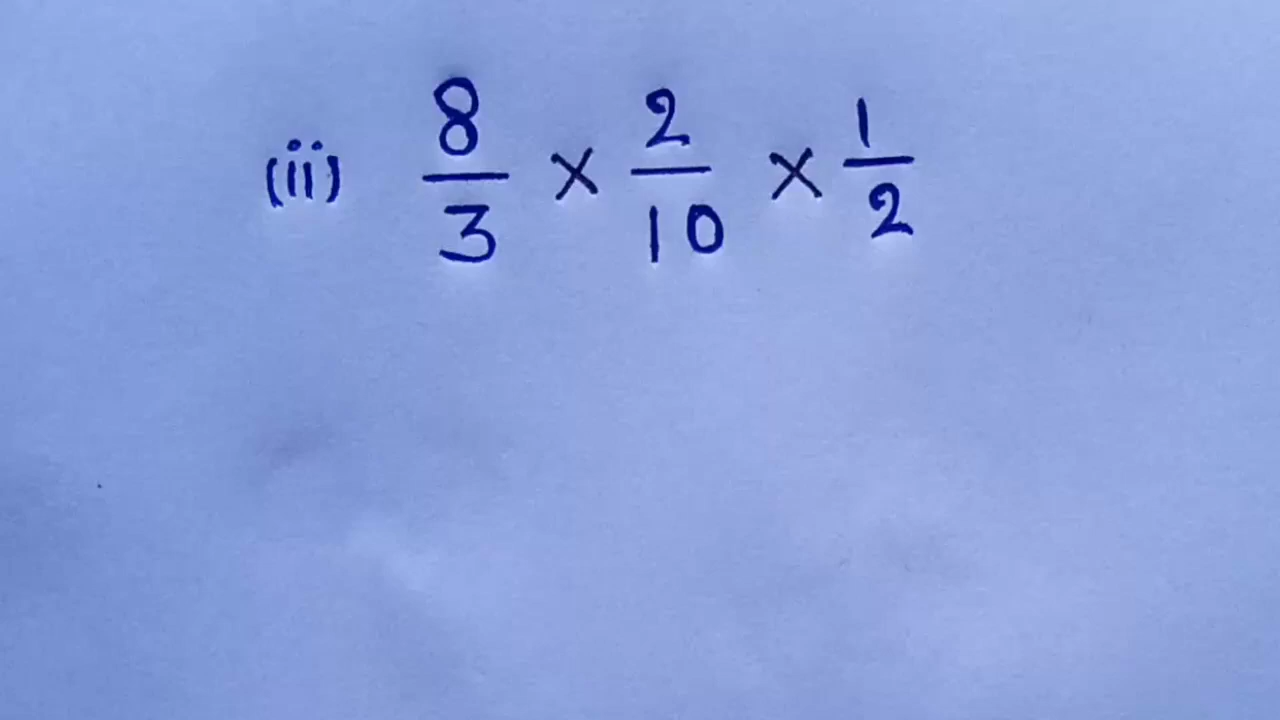 (ii) 8/3 × 2/10 × 1/2